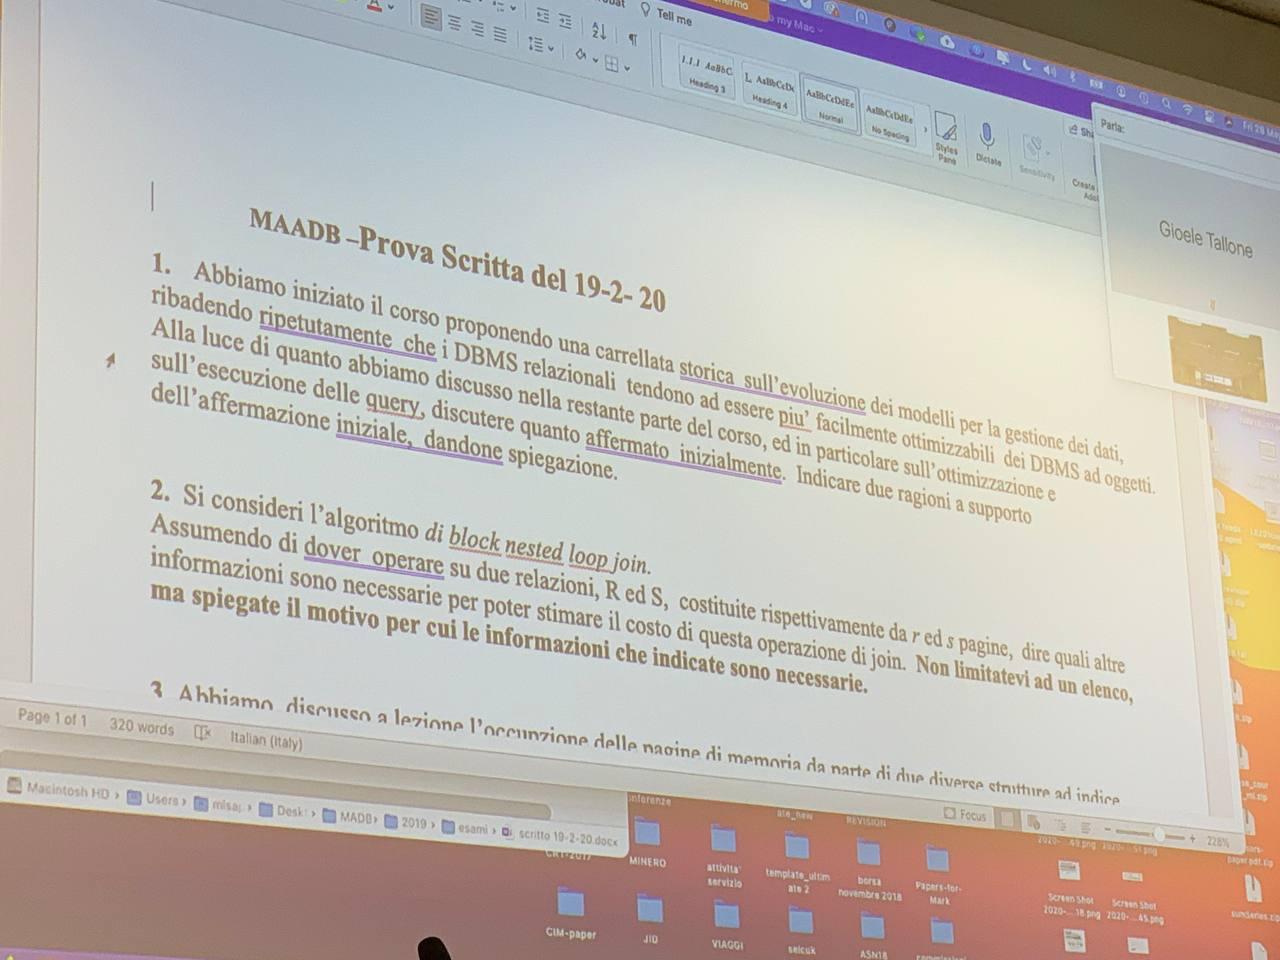 Tell me
my Mac
Heading 3
Heading 4
AaBbCcDdEe
Normal
AaBbCcDdEe
No Spacing
Styles
Pane
Dictate
Sensitivity
Parla:
Gioele Tallone
MAADB –Prova Scritta del 19-2- 20
1. Abbiamo iniziato il corso proponendo una carrellata storica sull’evoluzione dei modelli per la gestione dei dati,
ribadendo ripetutamente che i DBMS relazionali tendono ad essere piu’ facilmente ottimizzabili dei DBMS ad oggetti.
Alla luce di quanto abbiamo discusso nella restante parte del corso, ed in particolare sull’ottimizzazione e
sull’esecuzione delle query, discutere quanto affermato inizialmente. Indicare due ragioni a supporto
dell’affermazione iniziale, dandone spiegazione.
2. Si consideri l’algoritmo di block nested loop join.
Assumendo di dover operare su due relazioni, R ed S, costituite rispettivamente da r ed s pagine, dire quali altre
informazioni sono necessarie per poter stimare il costo di questa operazione di join. Non limitatevi ad un elenco,
ma spiegate il motivo per cui le informazioni che indicate sono necessarie.
3 Abbiamo discusso a lezione l’occupazione delle pagine di memoria da parte di due diverse strutture ad indice
Page 1 of 1 320 words Italian (Italy)
Focus 228%
Macintosh HD › Users › Desk › MADB › 2019 › esami › scritto 19-2-20.docx
REVISION
MINERO
attivita'
servizio
template_ultim
ate 2
borsa
novembre 2018
Papers-for-
Mark
Screen Shot
2020-....18.png
Screen Shot
2020-....45.png
CIM-paper
JID
VIAGGI
selcuk
ASN18